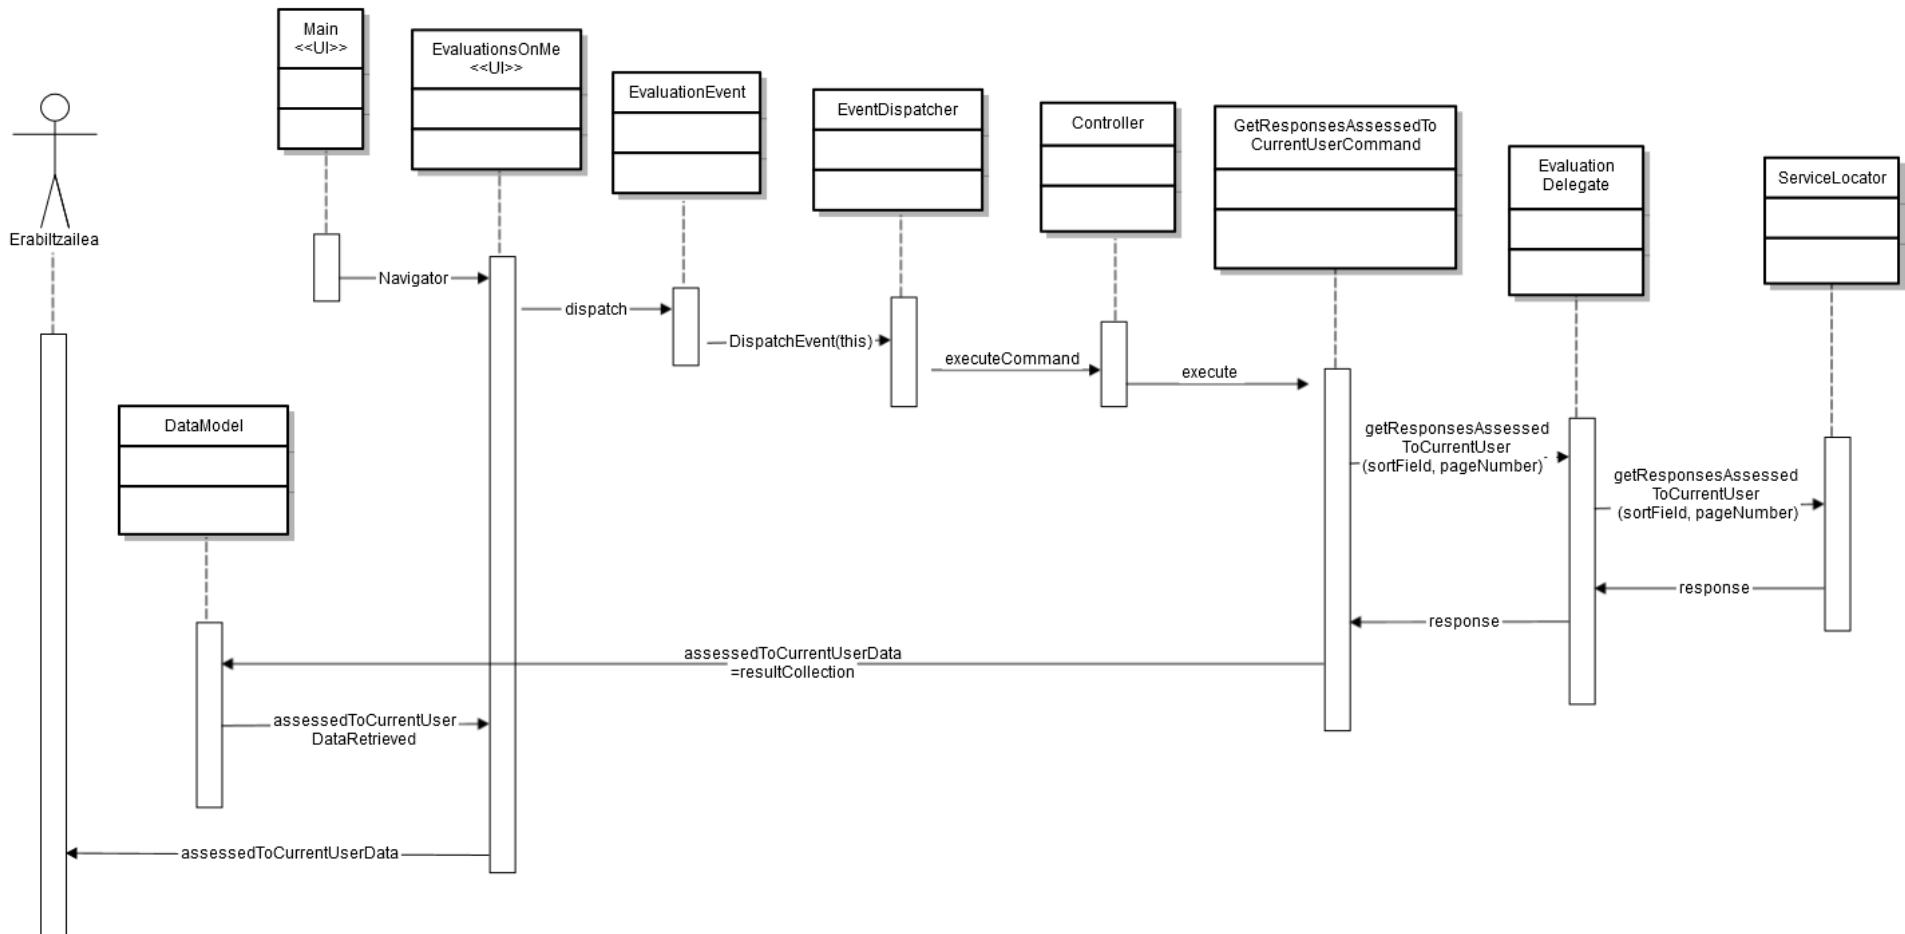 Main
<<UI>>
EvaluationsOnMe
<<UI>>
EvaluationEvent
EventDispatcher
Controller
GetResponsesAssessedTo
CurrentUserCommand
Evaluation
Delegate
ServiceLocator
Erabiltzailea
Navigator
dispatch
DispatchEvent(this)
executeCommand
execute
DataModel
getResponsesAssessed
ToCurrentUser
(sortField, pageNumber)
getResponsesAssessed
ToCurrentUser
(sortField, pageNumber)
response
response
assessedToCurrentUserData
=resultCollection
assessedToCurrentUser
DataRetrieved
assessedToCurrentUserData